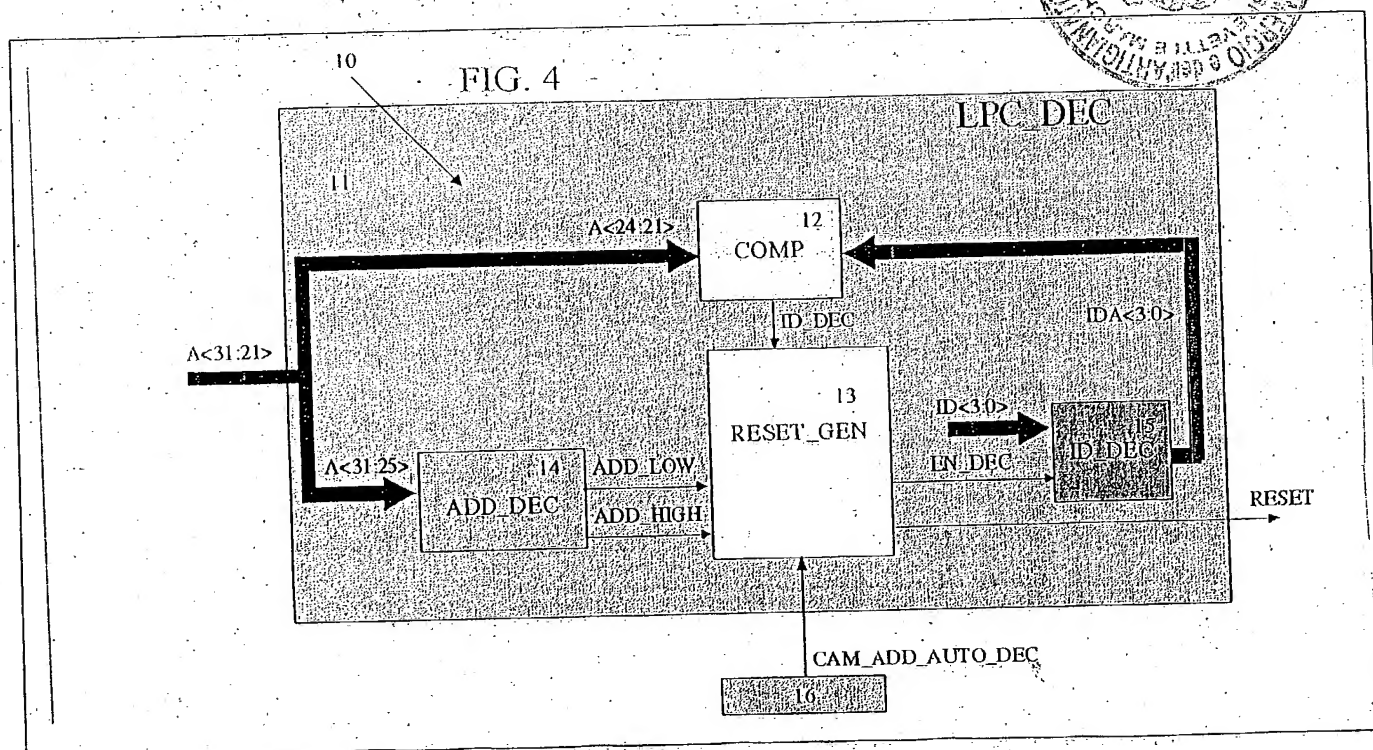 10
FIG. 4
LPC_DEC
11
A<24:21>
12
COMP
ID_DEC
IDA<3:0>
A<31:21>
13
RESET_GEN
ID<3:0>
15
ID_DEC
A<31:25>
14
ADD_DEC
ADD_LOW
ADD_HIGH
EN_DEC
RESET
CAM_ADD_AUTO_DEC
16